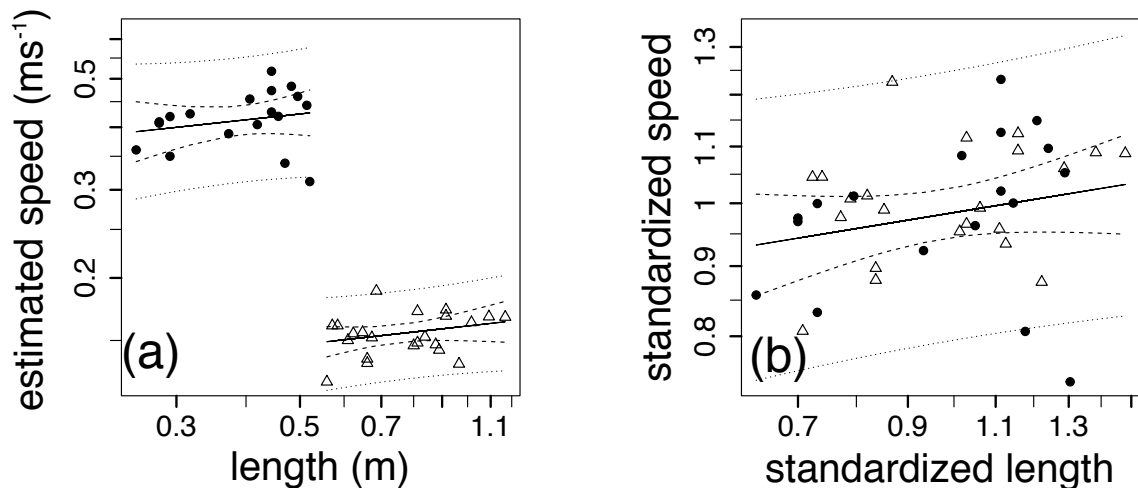 estimated speed (ms⁻¹)
0.5
0.3
0.2
(a)
0.3 0.5 0.7 1.1
length (m)
standardized speed
1.3
1.1
1
0.9
0.8
(b)
0.7 0.9 1.1 1.3
standardized length